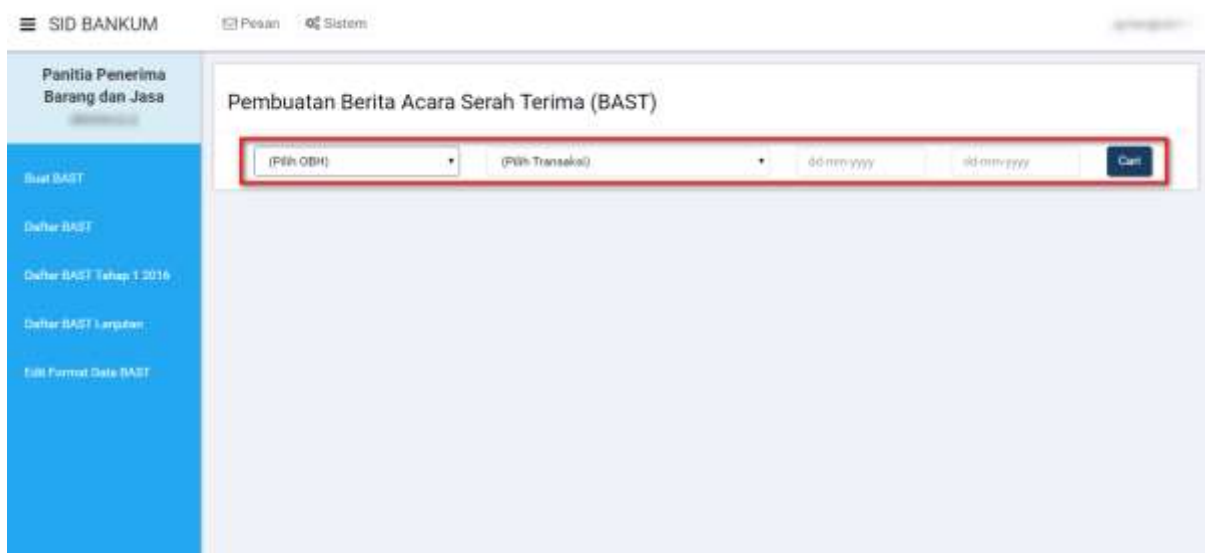 SID BANKUM
Pesan
Sistem
Panitia Penerima
Barang dan Jasa
Pembuatan Berita Acara Serah Terima (BAST)
(Pilih OBH)
(Pilih Transaksi)
dd-mm-yyyy
dd-mm-yyyy
Cari
Buat BAST
Daftar BAST
Daftar BAST Tahap 1 2016
Daftar BAST Lanjutan
Edit Format Data BAST